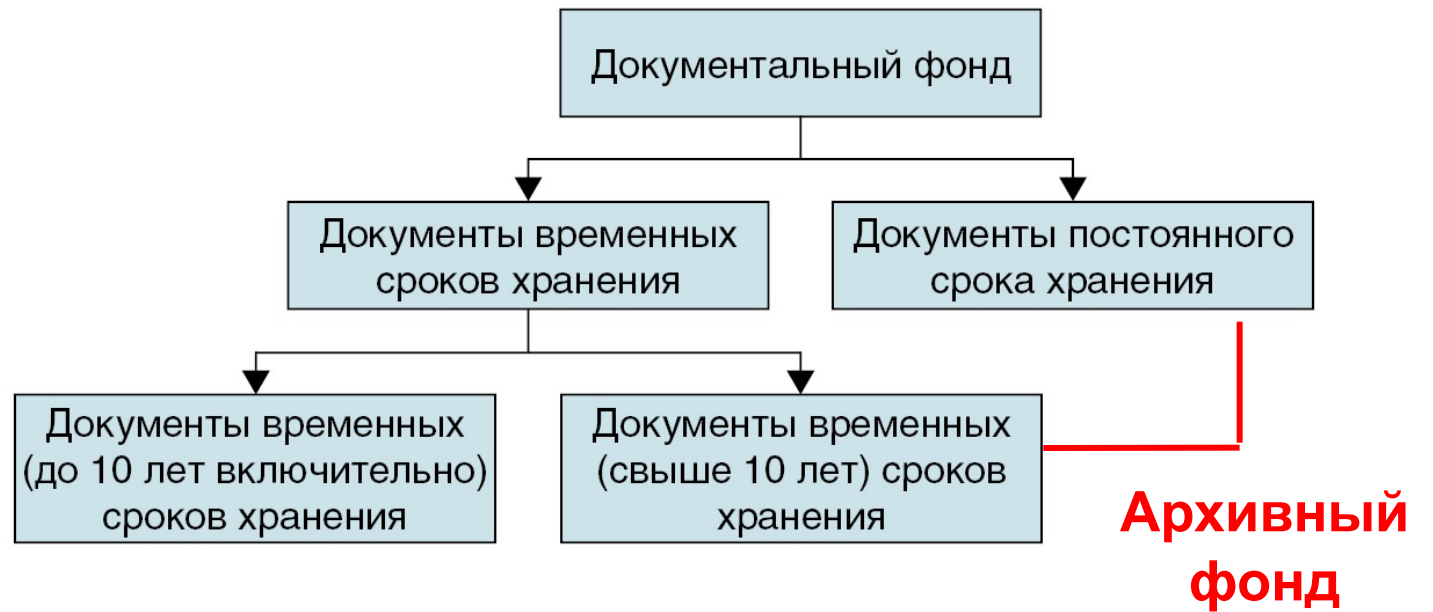 Документальный фонд
Документы временных
сроков хранения
Документы постоянного
срока хранения
Документы временных
(до 10 лет включительно)
сроков хранения
Документы временных
(свыше 10 лет) сроков
хранения
Архивный
фонд